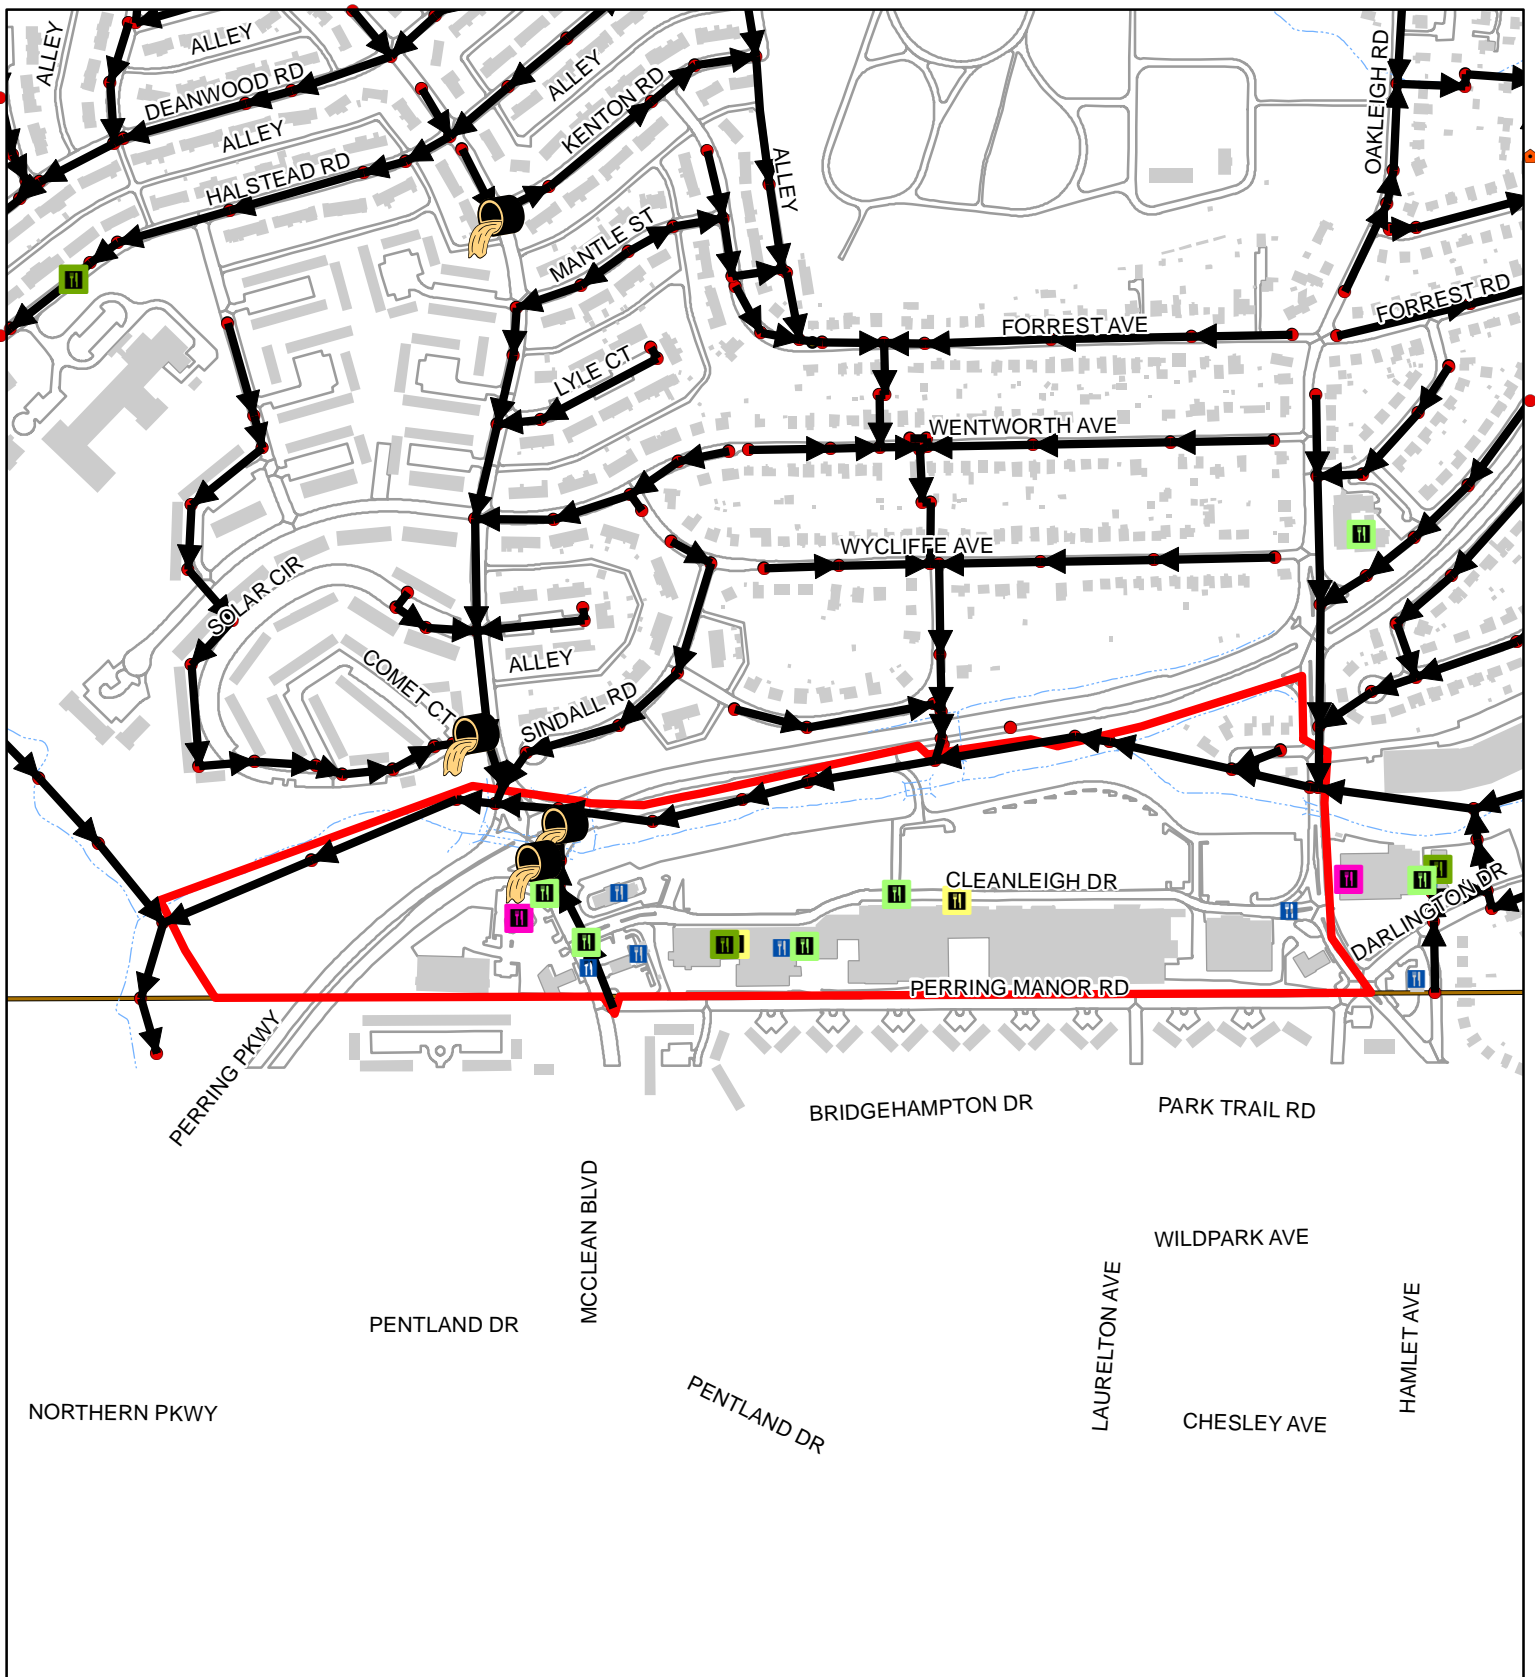 ALLEY
ALLEY
OAKLEIGH RD
DEANWOOD RD
ALLEY
KENTON RD
ALLEY
HALSTEAD RD
ALLEY
MANTLE ST
FORREST RD
FORREST AVE
LYLE CT
WENTWORTH AVE
WYCLIFFE AVE
SOLAR CIR
ALLEY
COMET CT
SINDALL RD
CLEANLEIGH DR
DARLINGTON DR
PERRING MANOR RD
PERRING PKWY
BRIDGEHAMPTON DR
PARK TRAIL RD
MCCLEAN BLVD
WILDPARK AVE
LAURELTON AVE
HAMLET AVE
PENTLAND DR
NORTHERN PKWY
PENTLAND DR
CHESLEY AVE